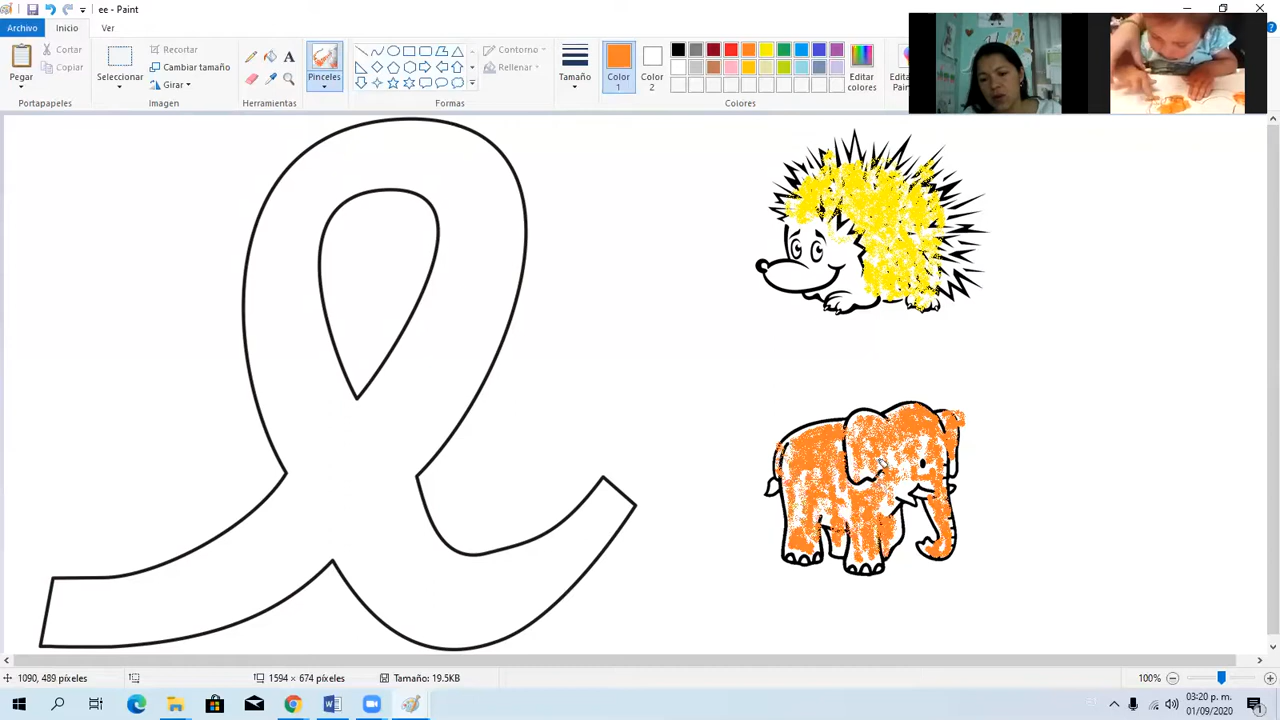 ee - Paint
Archivo Inicio Ver
Pegar
Cortar
Copiar
Portapapeles
Seleccionar
Recortar
Cambiar tamaño
Girar
Imagen
A
Herramientas
Pinceles
Contorno
Rellenar
Formas
Tamaño
Color 1
Color 2
Editar colores
Colores
l
1090, 489 píxeles
1594 × 674 píxeles
Tamaño: 19.5KB
100%
03:20 p. m.
01/09/2020